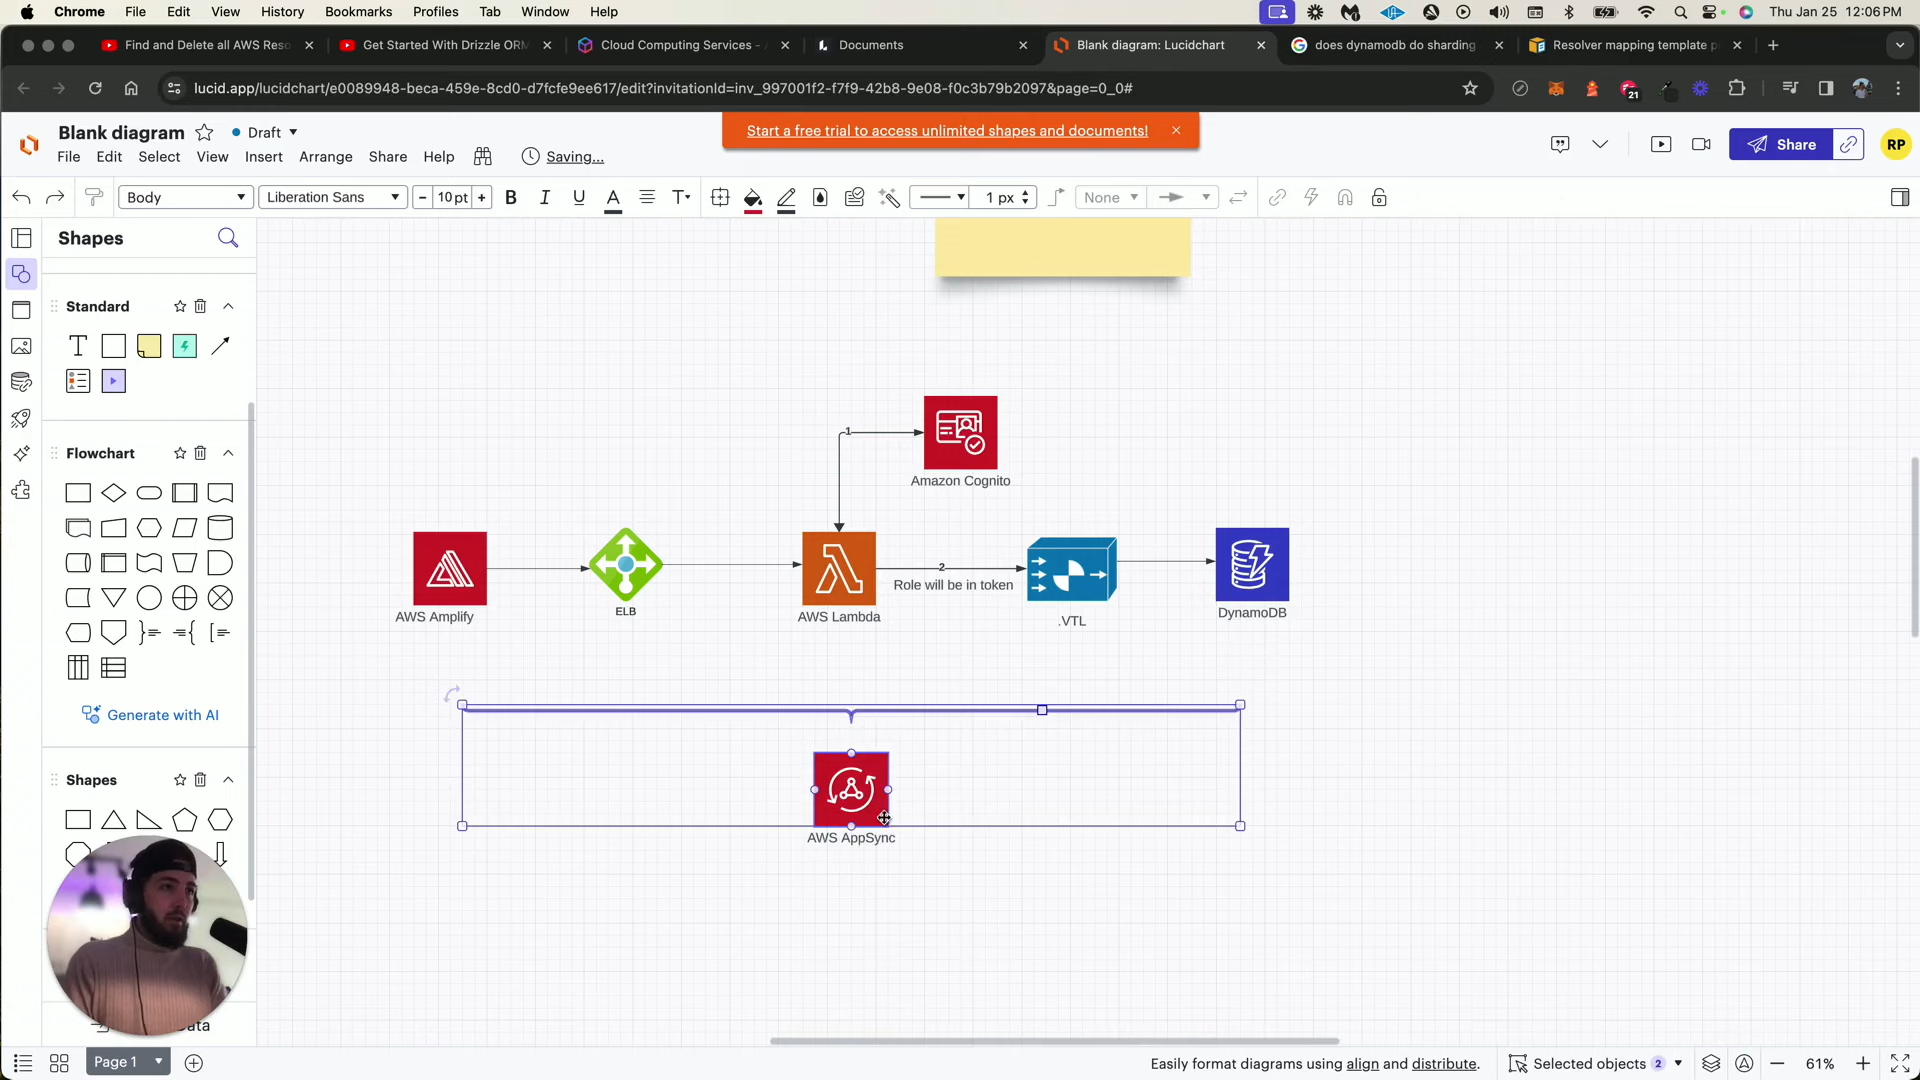 Chrome File Edit View History Bookmarks Profiles Tab Window Help Thu Jan 25 12:06 PM
Find and Delete all AWS Reso
Get Started With Drizzle ORM
Cloud Computing Services - A
Documents
Blank diagram: Lucidchart
does dynamodb do sharding
Resolver mapping template p
lucid.app/lucidchart/e0089948-beca-459e-8cd0-d7fcfe9ee617/edit?invitationId=inv_997001f2-f7f9-42b8-9e08-f0c3b79b2097&page=0_0#
21
Blank diagram Draft
Start a free trial to access unlimited shapes and documents!
File Edit Select View Insert Arrange Share Help Saving...
Share
RP
Body Liberation Sans 10 pt B I U A T 1 px None
Shapes
Standard
T
Flowchart
Generate with AI
Shapes
ata
1
Amazon Cognito
AWS Amplify
ELB
AWS Lambda
2
Role will be in token
.VTL
DynamoDB
AWS AppSync
Page 1
Easily format diagrams using align and distribute.
Selected objects 2
61%